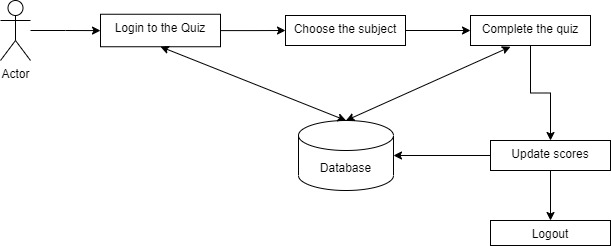 Login to the Quiz
Choose the subject
Complete the quiz
Actor
Database
Update scores
Logout